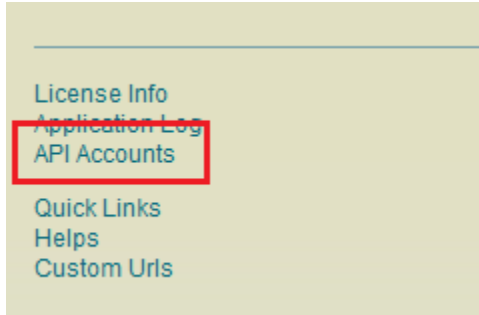 License Info
Application Log
API Accounts
Quick Links
Helps
Custom Urls